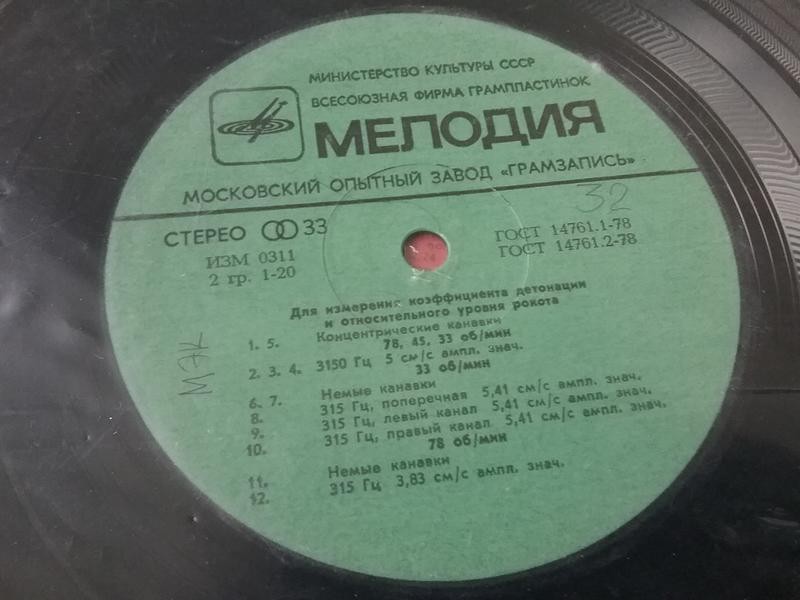 МИНИСТЕРСТВО КУЛЬТУРЫ СССР
ВСЕСОЮЗНАЯ ФИРМА ГРАМПЛАСТИНОК
МЕЛОДИЯ
МОСКОВСКИЙ ОПЫТНЫЙ ЗАВОД «ГРАМЗАПИСЬ»
32
СТЕРЕО 33
ГОСТ 14761.1-78
ИЗМ 0311
ГОСТ 14761.2-78
2 гр. 1-20
Для измерения коэффициента детонации
и относительного уровня рокота
1. 5. Концентрические канавки
78, 45, 33 об/мин
2. 3. 4. 3150 Гц 5 см/с ампл. знач.
33 об/мин
6. 7. Немые канавки
8. 315 Гц, поперечная 5,41 см/с ампл. знач.
9. 315 Гц, левый канал 5,41 см/с ампл. знач.
10. 315 Гц, правый канал 5,41 см/с ампл. знач.
78 об/мин
11. Немые канавки
12. 315 Гц 3,83 см/с ампл. знач.
МЭК